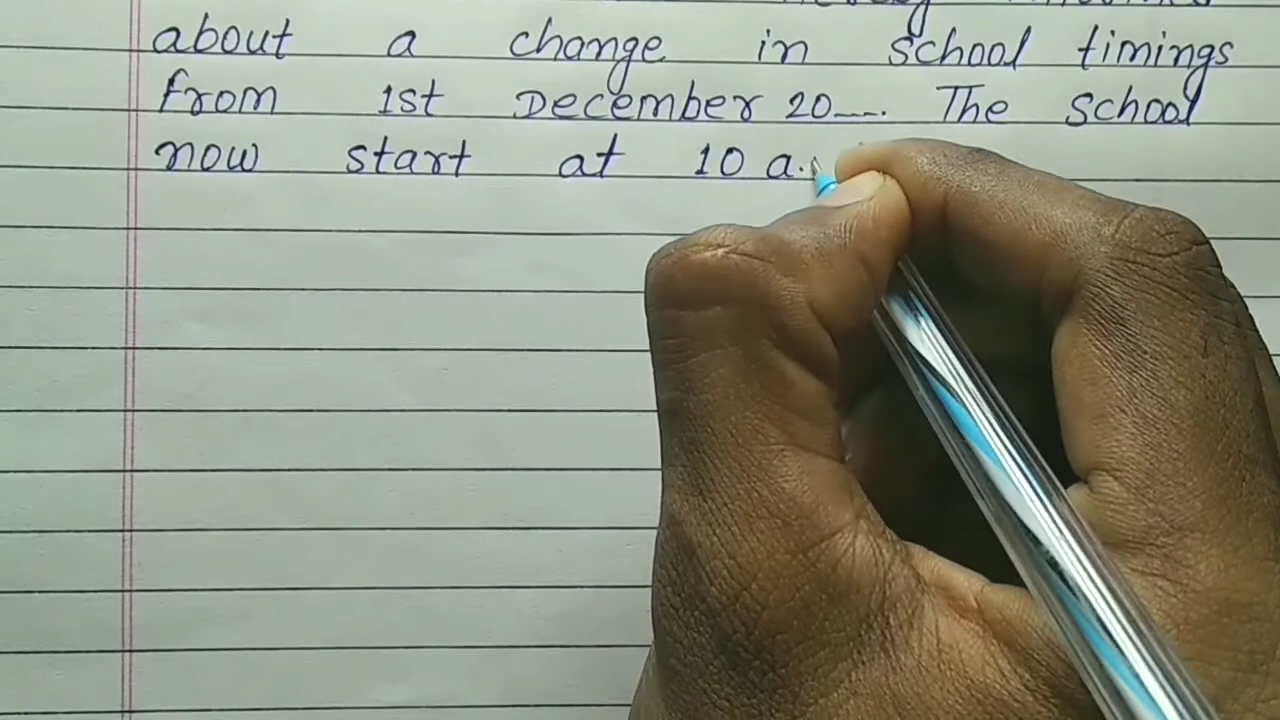 about a change in school timings
from 1st December 20---. The school
now start at 10 a.